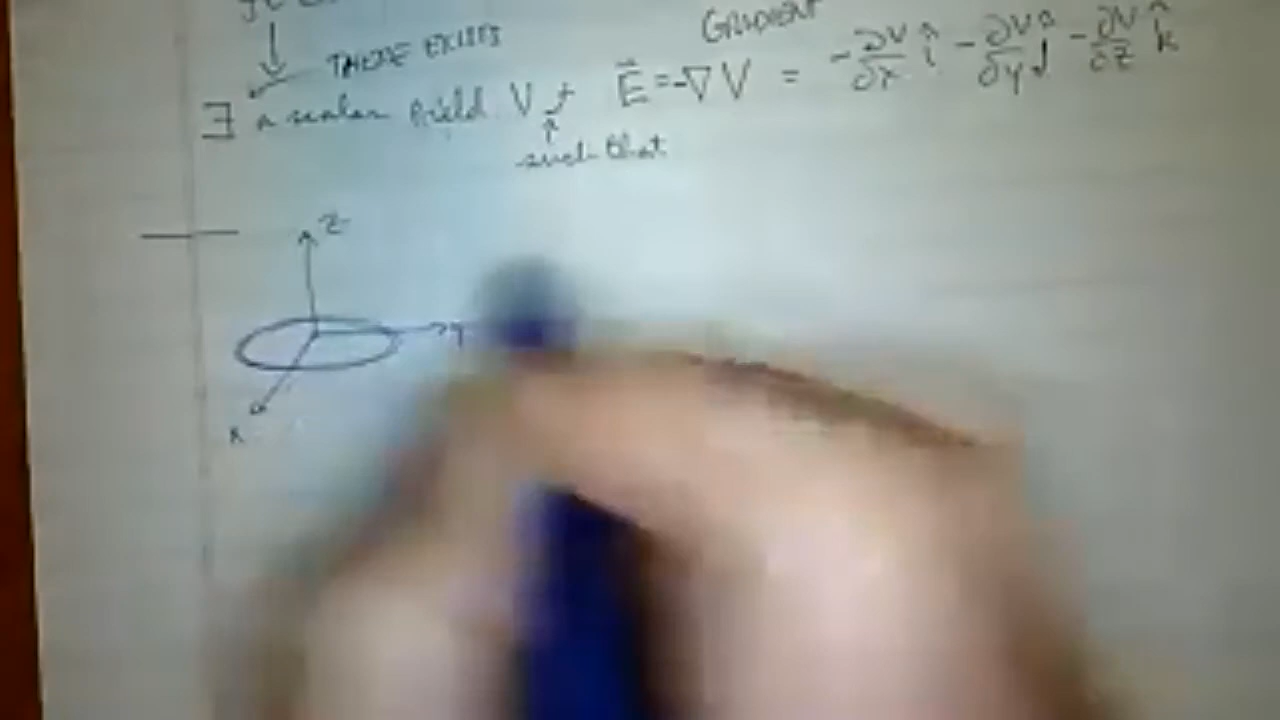 GRADIENT
THERE EXISTS
∃ a scalar field V ∋ E⃗ = -∇V = -∂V/∂x î - ∂V/∂y ĵ - ∂V/∂z k̂
such that
z
y
x